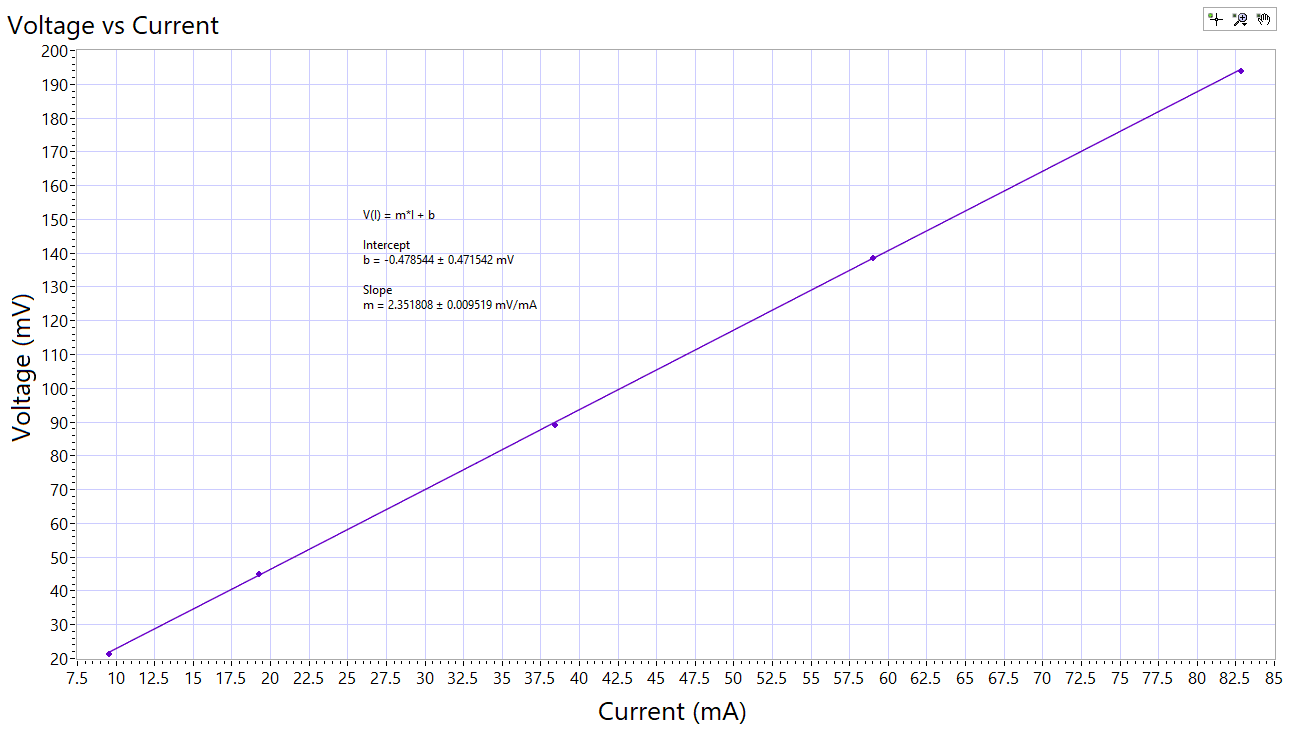 Voltage vs Current
200
190
180
170
160
150
140
130
120
110
100
90
80
70
60
50
40
30
20
Voltage (mV)
V(I) = m*I + b
Intercept
b = -0.478544 ± 0.471542 mV
Slope
m = 2.351808 ± 0.009519 mV/mA
7.5 10 12.5 15 17.5 20 22.5 25 27.5 30 32.5 35 37.5 40 42.5 45 47.5 50 52.5 55 57.5 60 62.5 65 67.5 70 72.5 75 77.5 80 82.5 85
Current (mA)